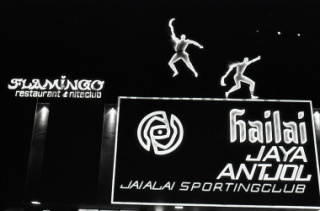 FLAMINGO
restaurant & niteclub
hailai
JAYA
ANTJOL
JAIALAI SPORTINGCLUB